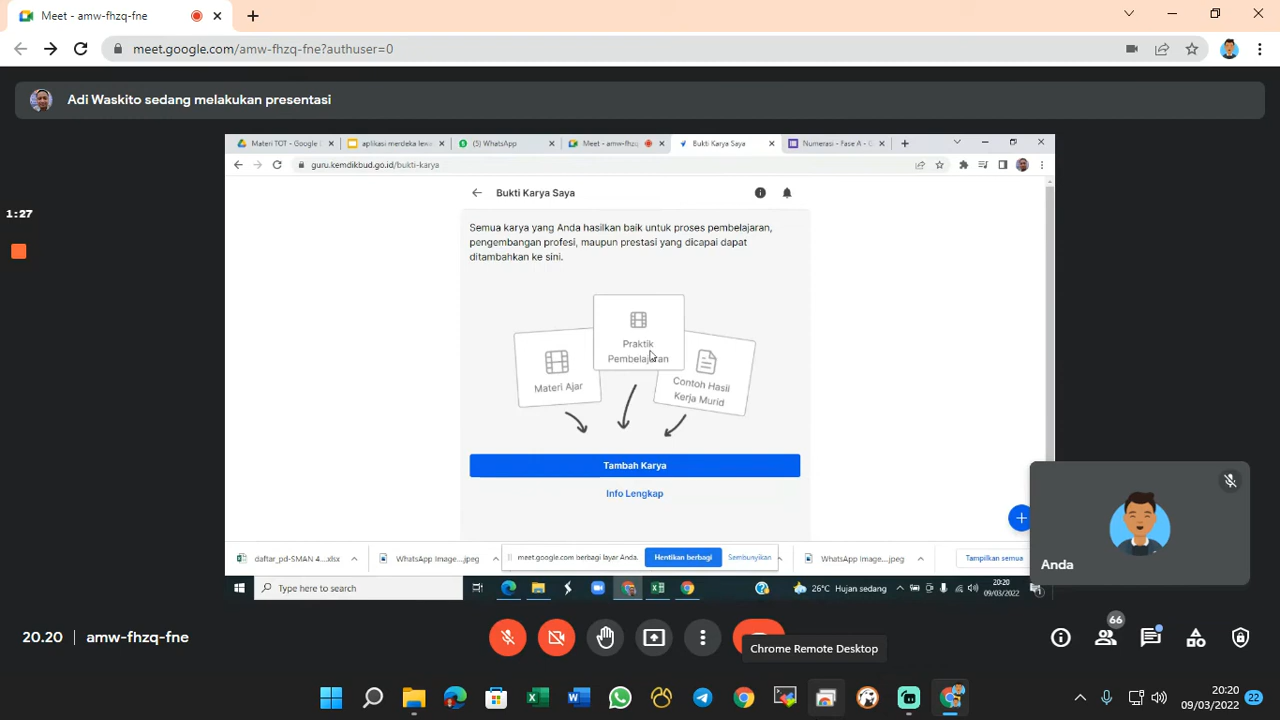 Meet - amw-fhzq-fne
meet.google.com/amw-fhzq-fne?authuser=0
Adi Waskito sedang melakukan presentasi
1:27
Materi TOT - Google
aplikasi merdeka
(5) WhatsApp
Meet - amw-fhzq
Bukti Karya Saya
Numerasi - Fase A -
guru.kemdikbud.go.id/bukti-karya
Bukti Karya Saya
Semua karya yang Anda hasilkan baik untuk proses pembelajaran,
pengembangan profesi, maupun prestasi yang dicapai dapat
ditambahkan ke sini.
Praktik
Pembelajaran
Materi Ajar
Contoh Hasil
Kerja Murid
Tambah Karya
Info Lengkap
Anda
daftar_pd-SMAN 4....xlsx
WhatsApp Image....jpeg
meet.google.com berbagi layar Anda.
Hentikan berbagi
Sembunyikan
WhatsApp Image....jpeg
Tampilkan semua
Type here to search
26°C Hujan sedang
20:20
09/03/2022
20.20
amw-fhzq-fne
66
Chrome Remote Desktop
20:20
09/03/2022
22